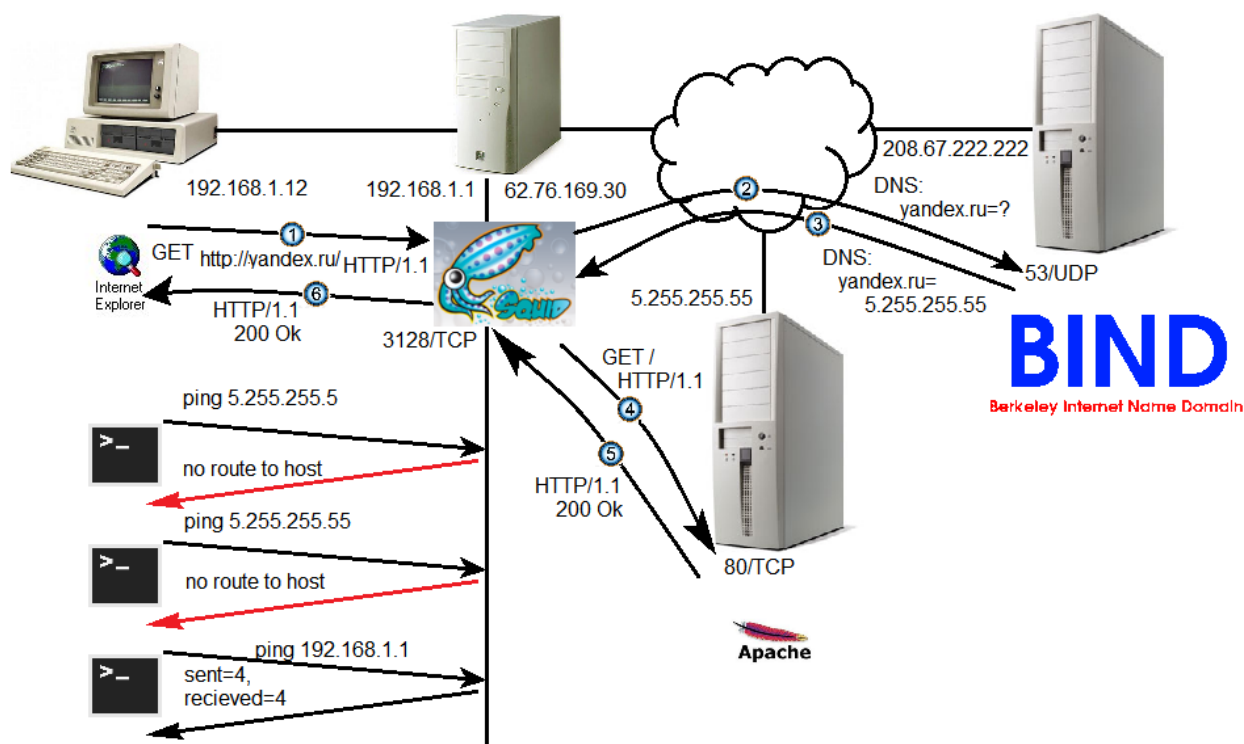 192.168.1.12
192.168.1.1
62.76.169.30
208.67.222.222
DNS:
yandex.ru=?
53/UDP
2
3
DNS:
yandex.ru=
5.255.255.55
1
GET http://yandex.ru/ HTTP/1.1
Internet
Explorer
6
HTTP/1.1
200 Ok
SQUID
3128/TCP
5.255.255.55
BIND
Berkeley Internet Name Domain
GET /
HTTP/1.1
4
5
HTTP/1.1
200 Ok
80/TCP
Apache
ping 5.255.255.5
>_
no route to host
ping 5.255.255.55
>_
no route to host
ping 192.168.1.1
>_
sent=4,
recieved=4